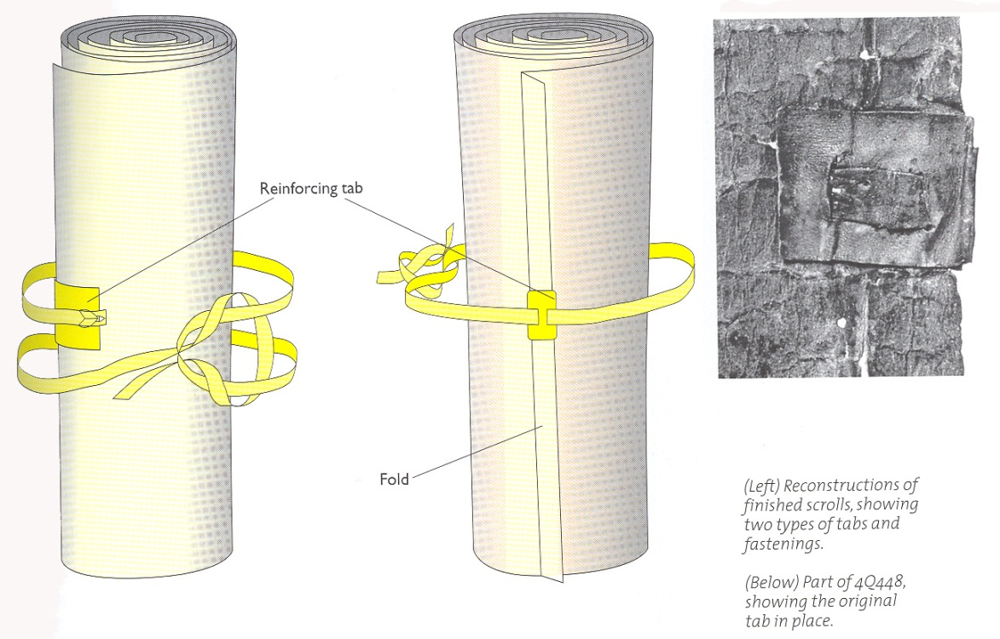 Reinforcing tab
Fold
(Left) Reconstructions of
finished scrolls, showing
two types of tabs and
fastenings.
(Below) Part of 4Q448,
showing the original
tab in place.